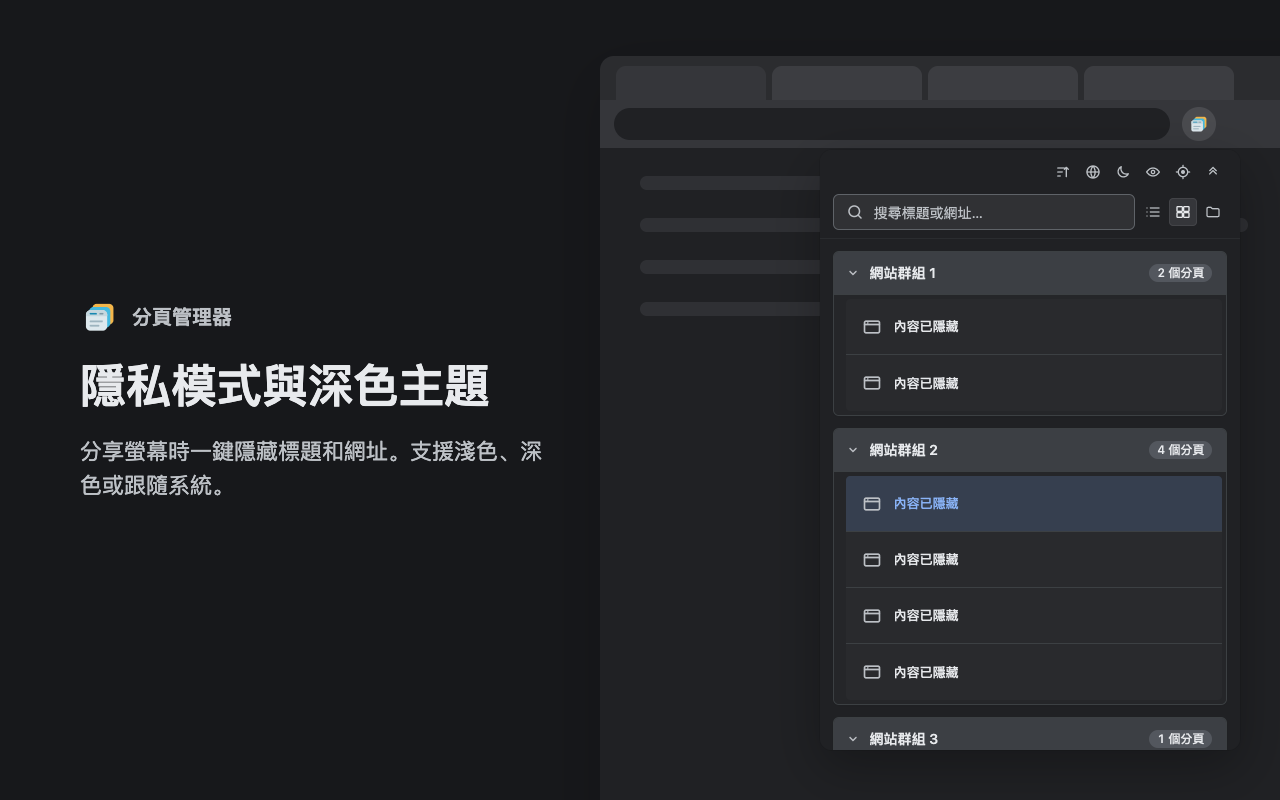 分頁管理器
隱私模式與深色主題
分享螢幕時一鍵隱藏標題和網址。支援淺色、深
色或跟隨系統。
搜尋標題或網址...
網站群組 1
2 個分頁
內容已隱藏
內容已隱藏
網站群組 2
4 個分頁
內容已隱藏
內容已隱藏
內容已隱藏
內容已隱藏
網站群組 3
1 個分頁